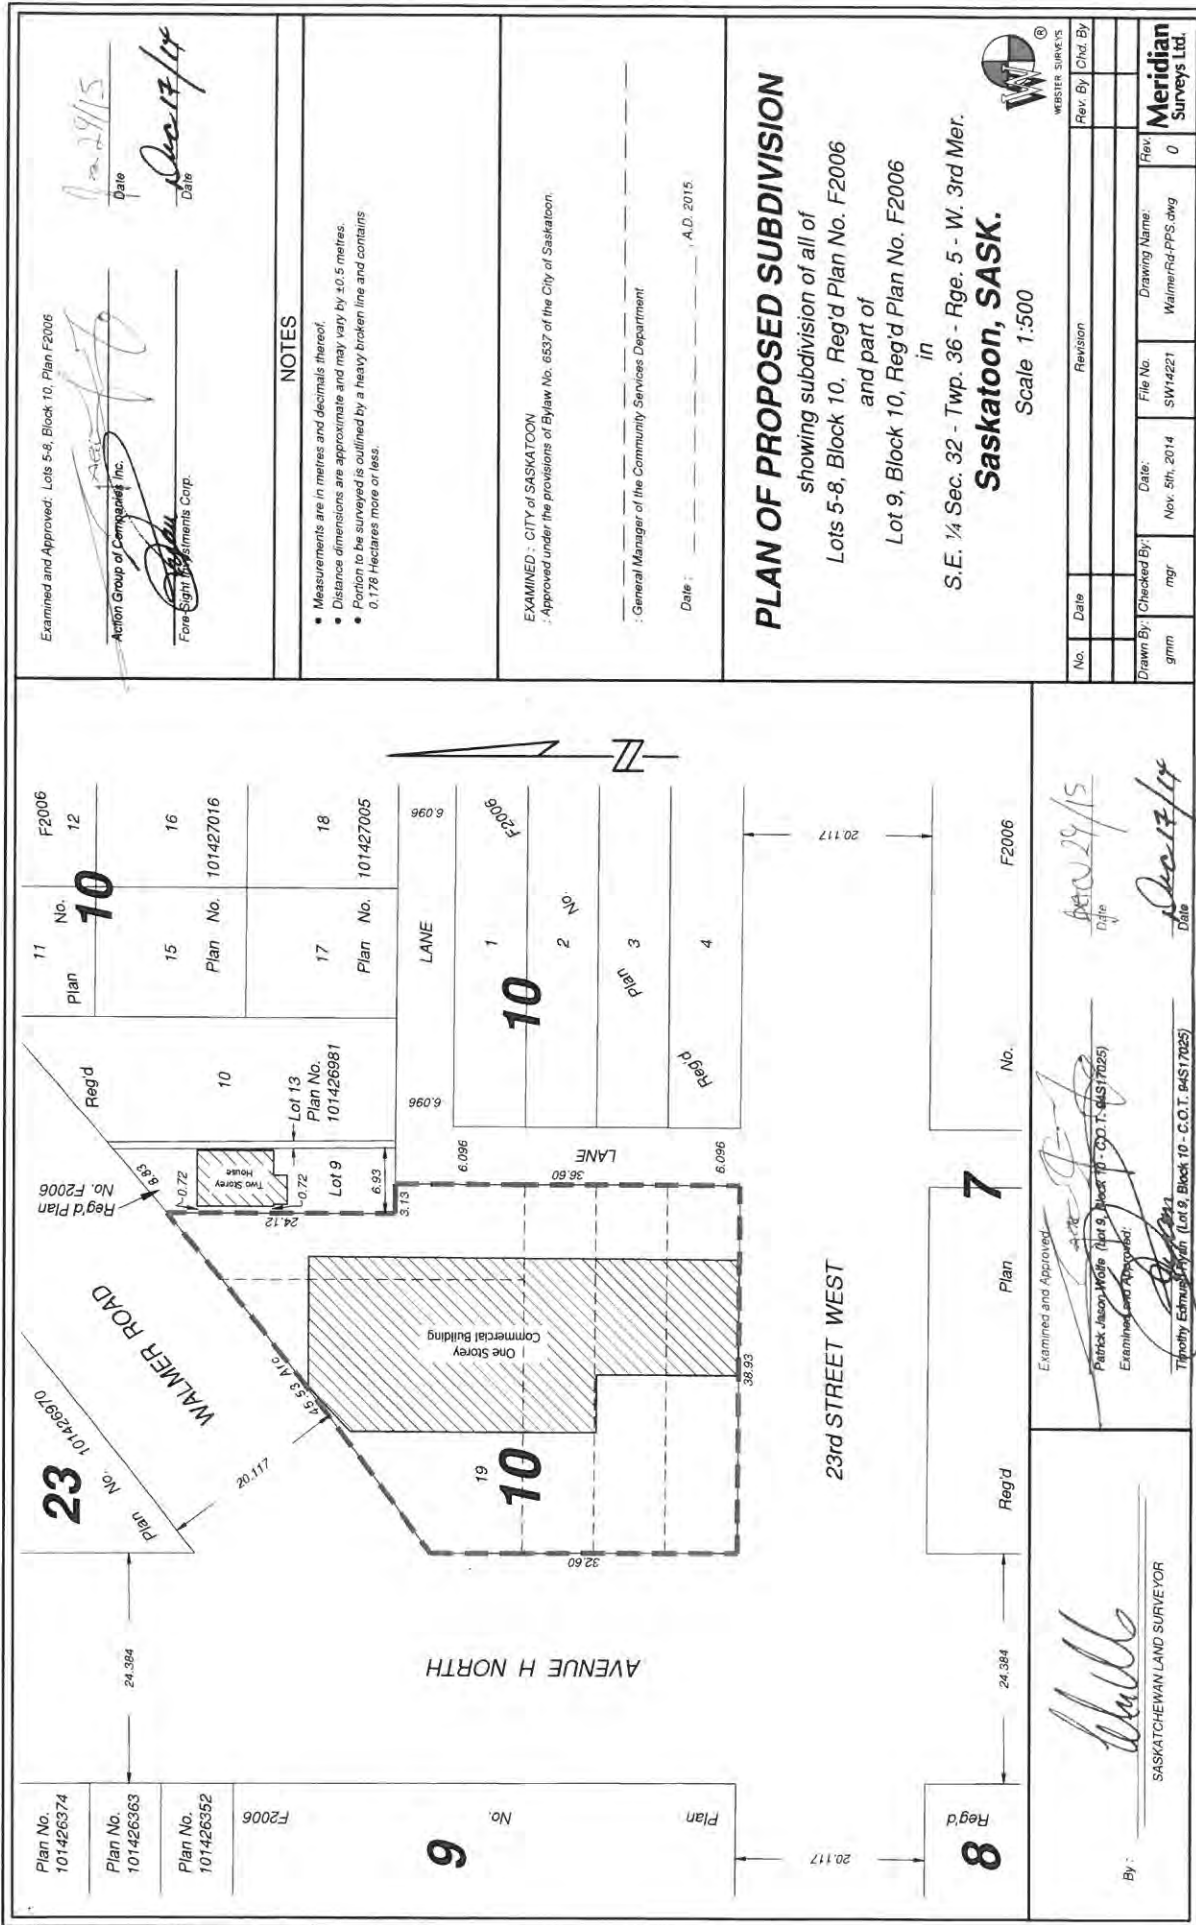 Plan No.
101426374
Plan No.
101426363
Plan No.
101426352
F2006
No.
Plan
9
20.117
Reg'd
8
24.384
24.384
AVENUE H NORTH
23
Plan No. 101426970
WALMER ROAD
20.117
45.53 Arc
Reg'd Plan
No. F2006
8.83
0.72
0.72
Two Storey
House
Lot 9
Lot 13
Plan No.
101426981
6.93
24.12
3.13
One Storey
Commercial Building
19
10
32.60
38.93
36.60
LANE
6.096
6.096
6.096
LANE
6.096
Reg'd
10
11
Plan No.
F2006
12
10
15
16
Plan No. 101427016
17
18
Plan No. 101427005
1
2
3
4
10
Reg'd Plan No. F2006
20.117
23rd STREET WEST
Reg'd Plan No. F2006
7
By :
SASKATCHEWAN LAND SURVEYOR
Examined and Approved:
Patrick Jason Wolfe (Lot 9, Block 10 - C.O.T. 94S17025)
Date
Examined and Approved:
Timothy Edmund Ryan (Lot 9, Block 10 - C.O.T. 94S17025)
Dec 17/14
Date
Examined and Approved: Lots 5-8, Block 10, Plan F2006
Action Group of Companies Inc.
Jan 29/15
Date
Fore-Sight Investments Corp.
Dec 17/14
Date
NOTES
• Measurements are in metres and decimals thereof.
• Distance dimensions are approximate and may vary by ±0.5 metres.
• Portion to be surveyed is outlined by a heavy broken line and contains
0.178 Hectares more or less.
EXAMINED : CITY of SASKATOON
: Approved under the provisions of Bylaw No. 6537 of the City of Saskatoon.
: General Manager of the Community Services Department
Date : , A.D. 2015.
PLAN OF PROPOSED SUBDIVISION
showing subdivision of all of
Lots 5-8, Block 10, Reg'd Plan No. F2006
and part of
Lot 9, Block 10, Reg'd Plan No. F2006
in
S.E. 1/4 Sec. 32 - Twp. 36 - Rge. 5 - W. 3rd Mer.
Saskatoon, SASK.
Scale 1:500
WEBSTER SURVEYS
®
No. Date Revision Rev. By Chd. By
Drawn By: gmm
Checked By: mgr
Date: Nov. 5th, 2014
File No. SW14221
Drawing Name: WalmerRd-PPS.dwg
Rev. 0
Meridian
Surveys Ltd.